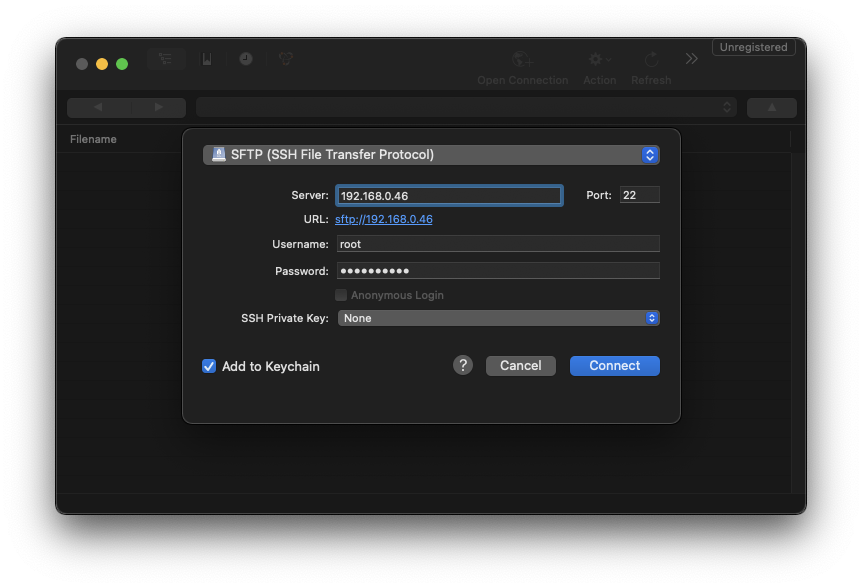 Unregistered
Open Connection Action Refresh
Filename
SFTP (SSH File Transfer Protocol)
Server: 192.168.0.46 Port: 22
URL: sftp://192.168.0.46
Username: root
Password: ●●●●●●●●●●
Anonymous Login
SSH Private Key: None
Add to Keychain ? Cancel Connect